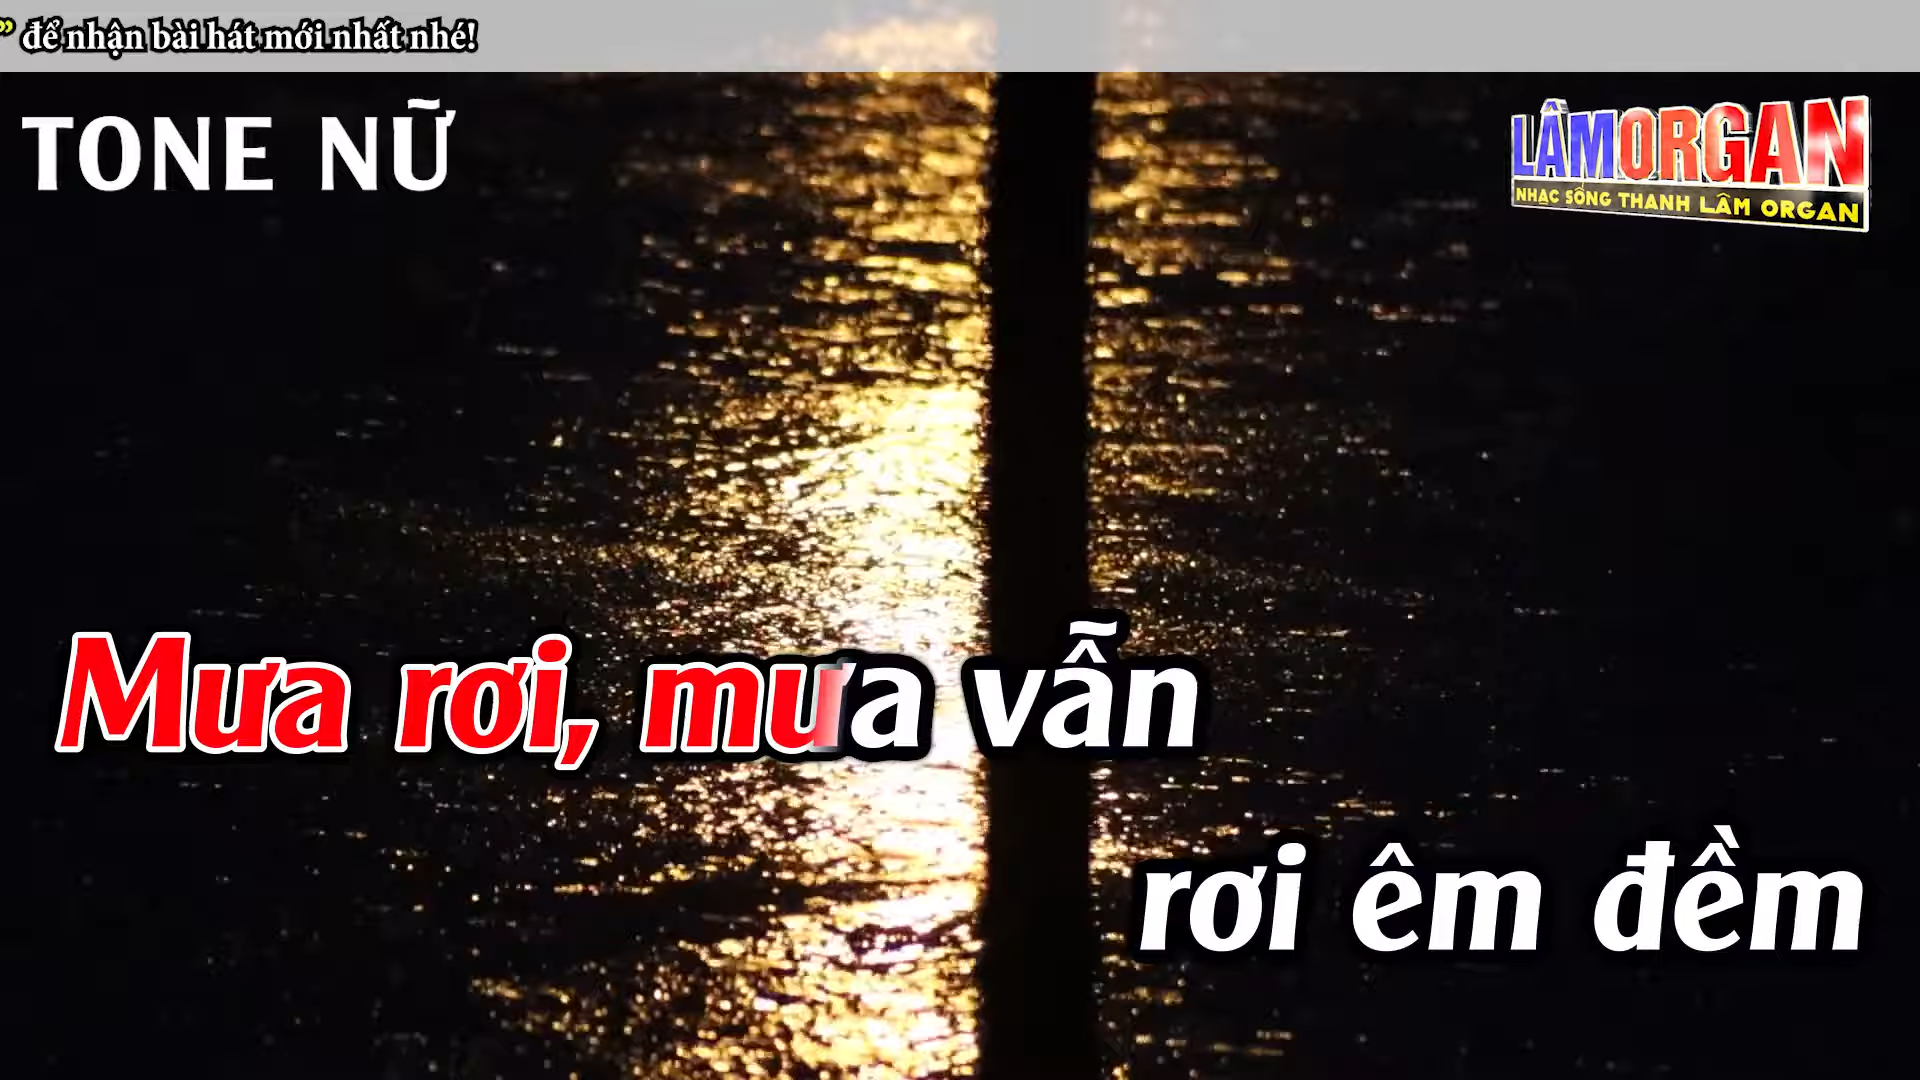 ” để nhận bài hát mới nhất nhé!
TONE NỮ
LÂMORGAN
NHẠC SỐNG THANH LÂM ORGAN
Mưa rơi, mưa vẫn
rơi êm đềm